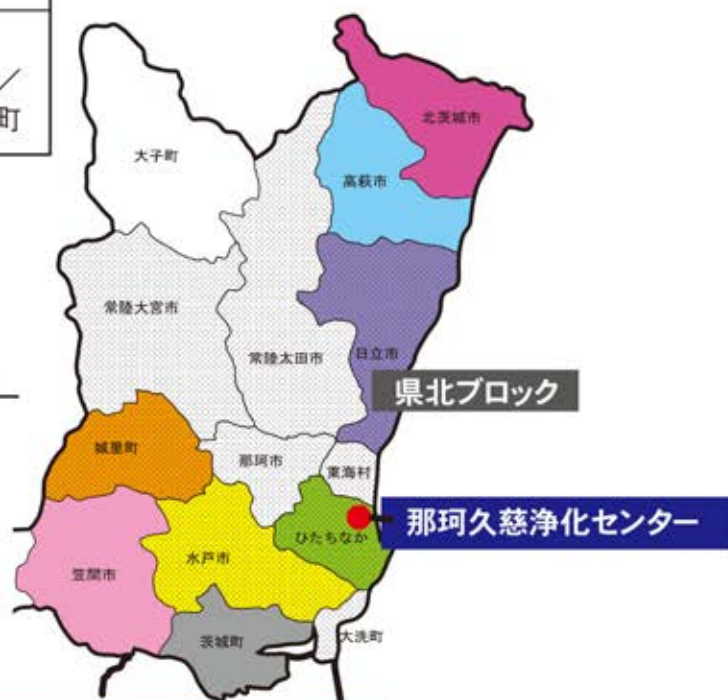 町
北茨城市
大子町
高萩市
常陸大宮市
常陸太田市
日立市
県北ブロック
城里町
那珂市
東海村
那珂久慈浄化センター
ひたちなか
水戸市
笠間市
大洗町
茨城町